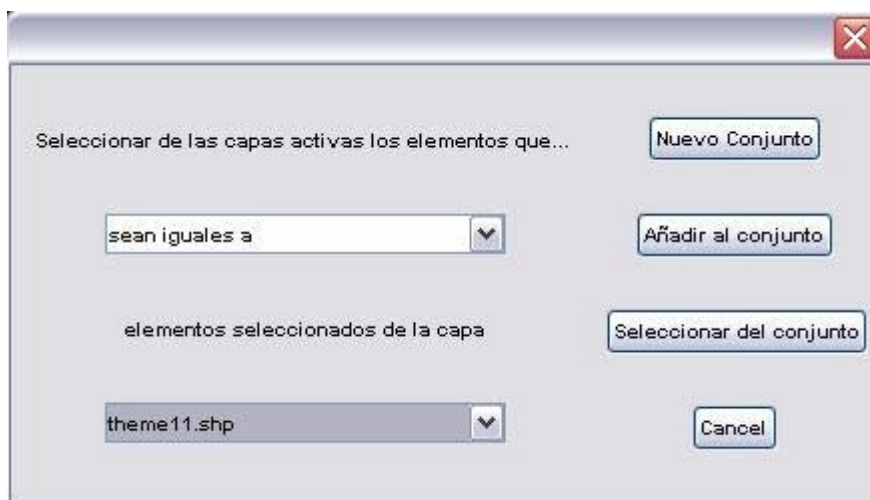 Seleccionar de las capas activas los elementos que...
Nuevo Conjunto
sean iguales a
Añadir al conjunto
elementos seleccionados de la capa
Seleccionar del conjunto
theme11.shp
Cancel